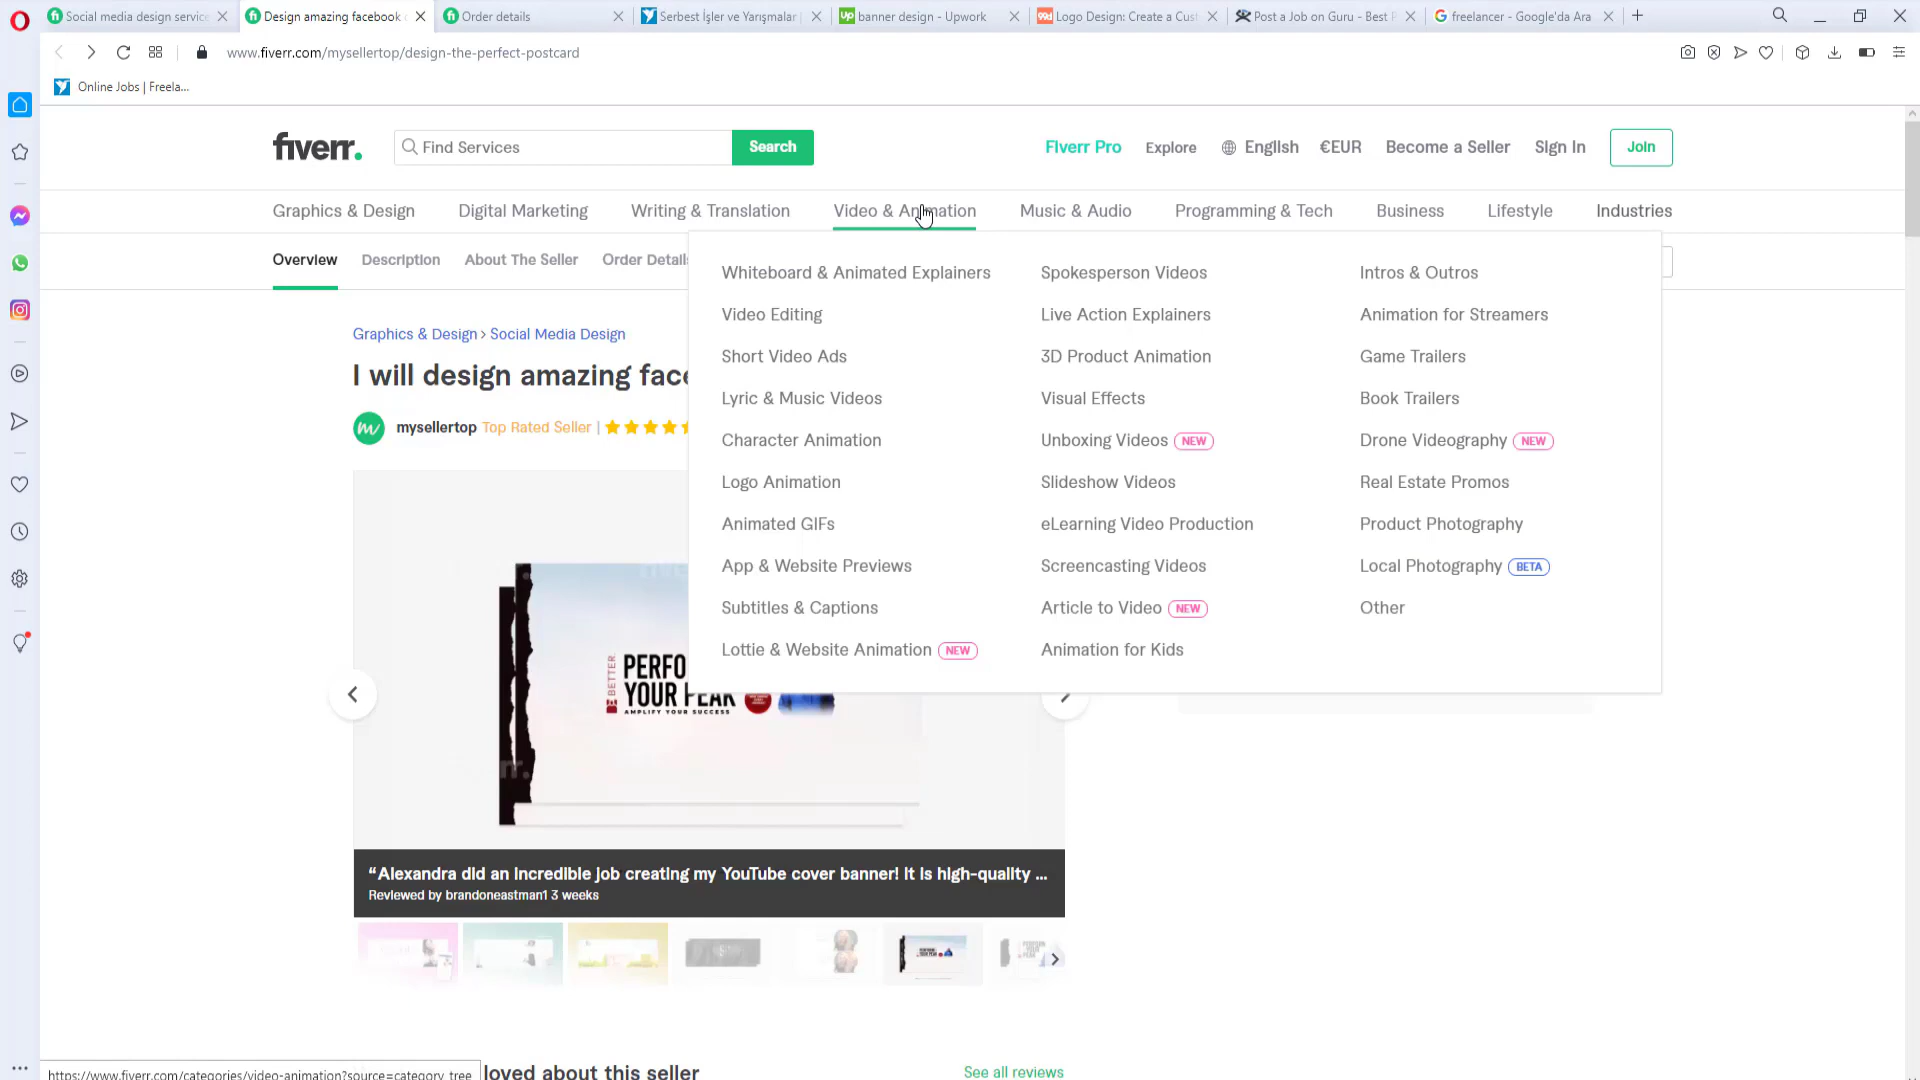 Social media design service
Design amazing facebook
Order details
Serbest İşler ve Yarışmalar
banner design - Upwork
Logo Design: Create a Cust
Post a Job on Guru - Best
freelancer - Google'da Ara
www.fiverr.com/mysellertop/design-the-perfect-postcard
Online Jobs | Freela...
fiverr.
Find Services
Search
Fiverr Pro
Explore
English
€EUR
Become a Seller
Sign In
Join
Graphics & Design
Digital Marketing
Writing & Translation
Video & Animation
Music & Audio
Programming & Tech
Business
Lifestyle
Industries
Overview
Description
About The Seller
Order Details
Whiteboard & Animated Explainers
Spokesperson Videos
Intros & Outros
Video Editing
Live Action Explainers
Animation for Streamers
Short Video Ads
3D Product Animation
Game Trailers
Lyric & Music Videos
Visual Effects
Book Trailers
Character Animation
Unboxing Videos NEW
Drone Videography NEW
Logo Animation
Slideshow Videos
Real Estate Promos
Animated GIFs
eLearning Video Production
Product Photography
App & Website Previews
Screencasting Videos
Local Photography BETA
Subtitles & Captions
Article to Video NEW
Other
Lottie & Website Animation NEW
Animation for Kids
Graphics & Design › Social Media Design
I will design amazing face
mysellertop Top Rated Seller |
BETTER
PERFO
YOUR PEAK
AMPLIFY YOUR SUCCESS
“Alexandra did an incredible job creating my YouTube cover banner! It is high-quality ...
Reviewed by brandoneastman1 3 weeks
loved about this seller
See all reviews
https://www.fiverr.com/categories/video-animation?source=category_tree